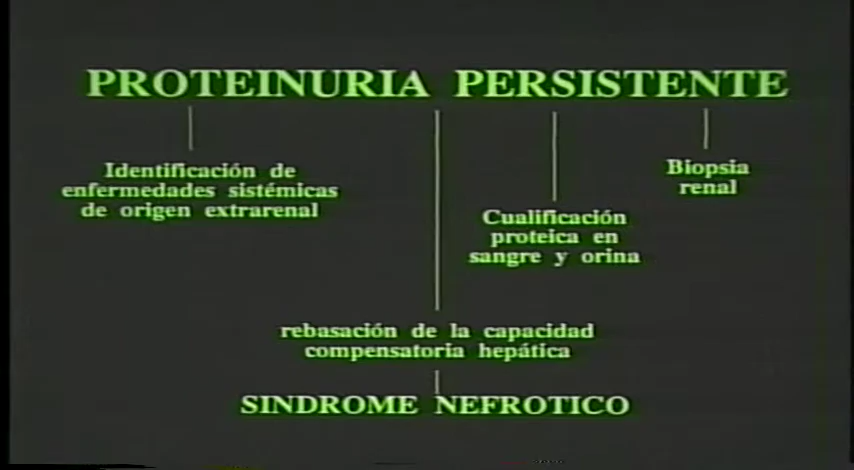 PROTEINURIA PERSISTENTE
Identificación de
enfermedades sistémicas
de origen extrarenal
Biopsia
renal
Cualificación
proteica en
sangre y orina
rebasación de la capacidad
compensatoria hepática
SINDROME NEFROTICO